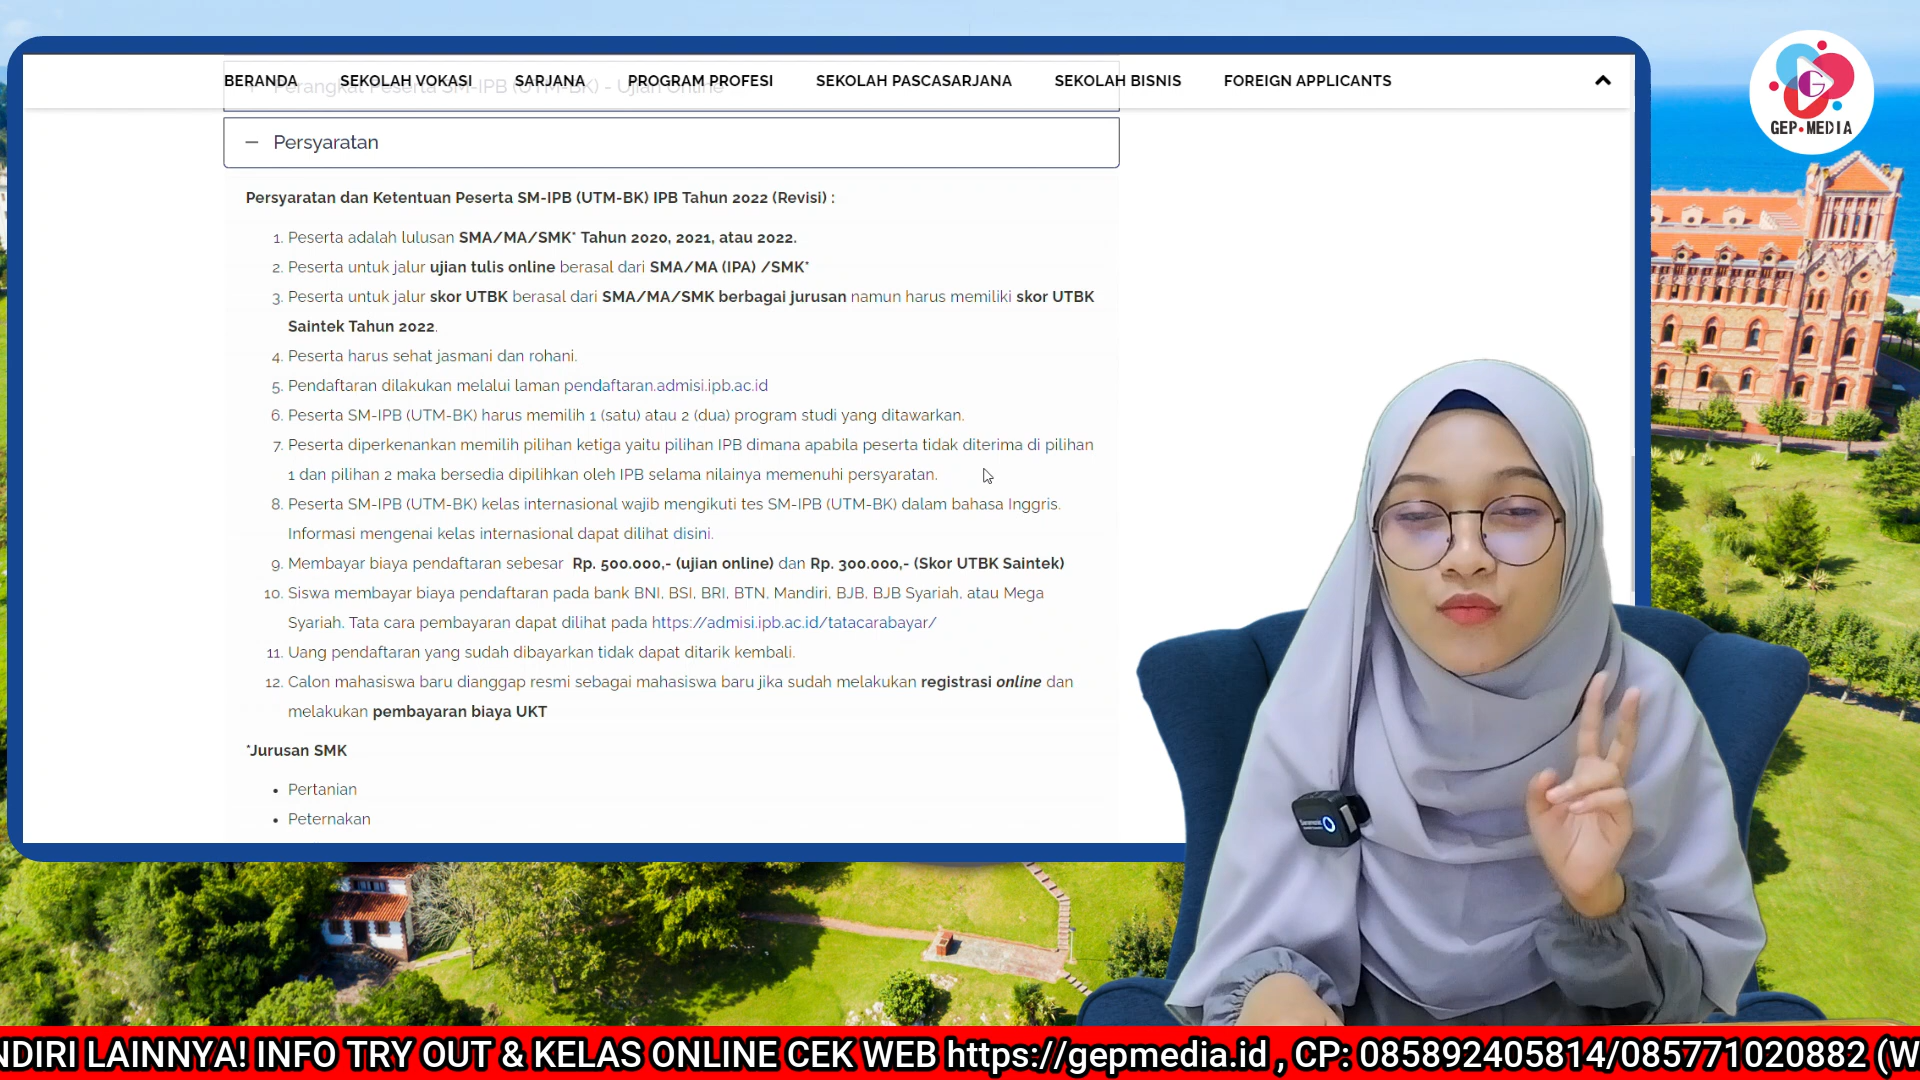 BERANDA SEKOLAH VOKASI SARJANA PROGRAM PROFESI SEKOLAH PASCASARJANA SEKOLAH BISNIS FOREIGN APPLICANTS
Perangkat Peserta SM-IPB (UTM-BK) - Ujian Online
G
GEP•MEDIA
− Persyaratan
Persyaratan dan Ketentuan Peserta SM-IPB (UTM-BK) IPB Tahun 2022 (Revisi) :
1. Peserta adalah lulusan SMA/MA/SMK* Tahun 2020, 2021, atau 2022.
2. Peserta untuk jalur ujian tulis online berasal dari SMA/MA (IPA) /SMK*
3. Peserta untuk jalur skor UTBK berasal dari SMA/MA/SMK berbagai jurusan namun harus memiliki skor UTBK
Saintek Tahun 2022.
4. Peserta harus sehat jasmani dan rohani.
5. Pendaftaran dilakukan melalui laman pendaftaran.admisi.ipb.ac.id
6. Peserta SM-IPB (UTM-BK) harus memilih 1 (satu) atau 2 (dua) program studi yang ditawarkan.
7. Peserta diperkenankan memilih pilihan ketiga yaitu pilihan IPB dimana apabila peserta tidak diterima di pilihan
1 dan pilihan 2 maka bersedia dipilihkan oleh IPB selama nilainya memenuhi persyaratan.
8. Peserta SM-IPB (UTM-BK) kelas internasional wajib mengikuti tes SM-IPB (UTM-BK) dalam bahasa Inggris.
Informasi mengenai kelas internasional dapat dilihat disini.
9. Membayar biaya pendaftaran sebesar Rp. 500.000,- (ujian online) dan Rp. 300.000,- (Skor UTBK Saintek)
10. Siswa membayar biaya pendaftaran pada bank BNI, BSI, BRI, BTN, Mandiri, BJB, BJB Syariah, atau Mega
Syariah. Tata cara pembayaran dapat dilihat pada https://admisi.ipb.ac.id/tatacarabayar/
11. Uang pendaftaran yang sudah dibayarkan tidak dapat ditarik kembali.
12. Calon mahasiswa baru dianggap resmi sebagai mahasiswa baru jika sudah melakukan registrasi online dan
melakukan pembayaran biaya UKT
*Jurusan SMK
• Pertanian
• Peternakan
NDIRI LAINNYA! INFO TRY OUT & KELAS ONLINE CEK WEB https://gepmedia.id , CP: 085892405814/085771020882 (W